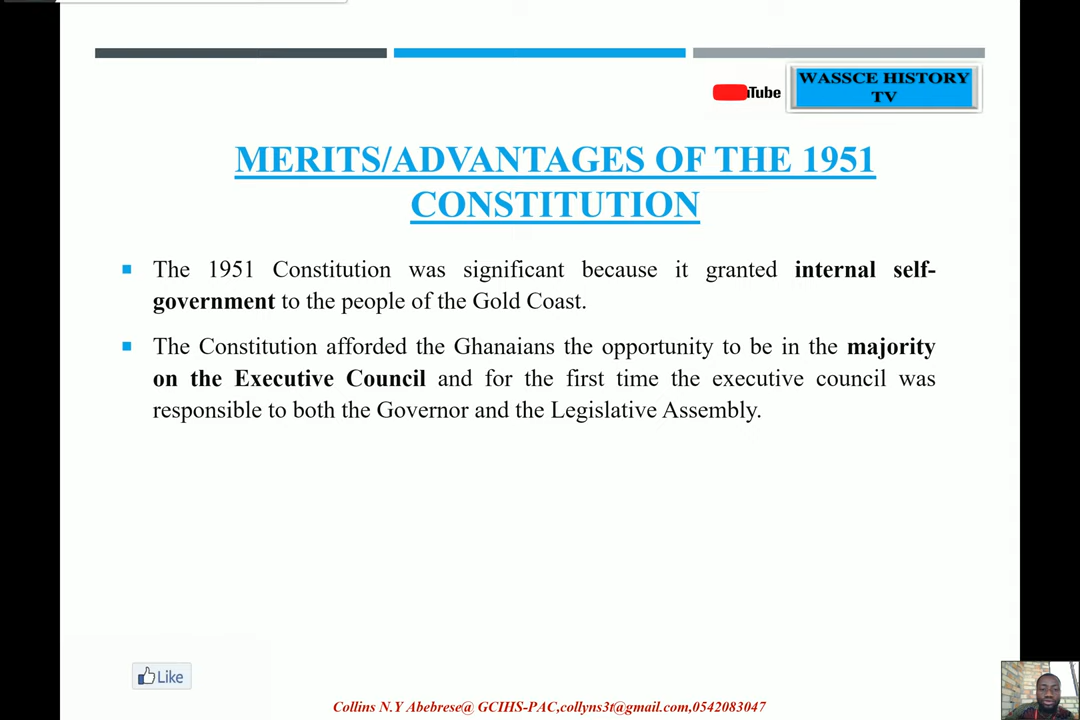 WASSCE HISTORY
TV
MERITS/ADVANTAGES OF THE 1951
CONSTITUTION
The 1951 Constitution was significant because it granted internal self-
government to the people of the Gold Coast.
The Constitution afforded the Ghanaians the opportunity to be in the majority
on the Executive Council and for the first time the executive council was
responsible to both the Governor and the Legislative Assembly.
Like
Collins N.Y Abebrese@ GCIHS-PAC,collyns3t@gmail.com,0542083047